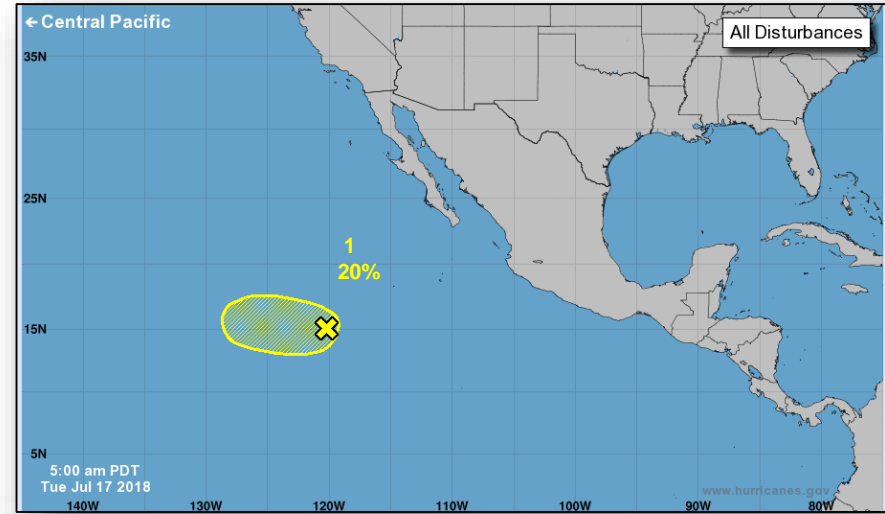 ←Central Pacific
All Disturbances
35N
25N
1
20%
15N
5N
5:00 am PDT
Tue Jul 17 2018
www.hurricanes.gov
140W 130W 120W 110W 100W 90W 80W